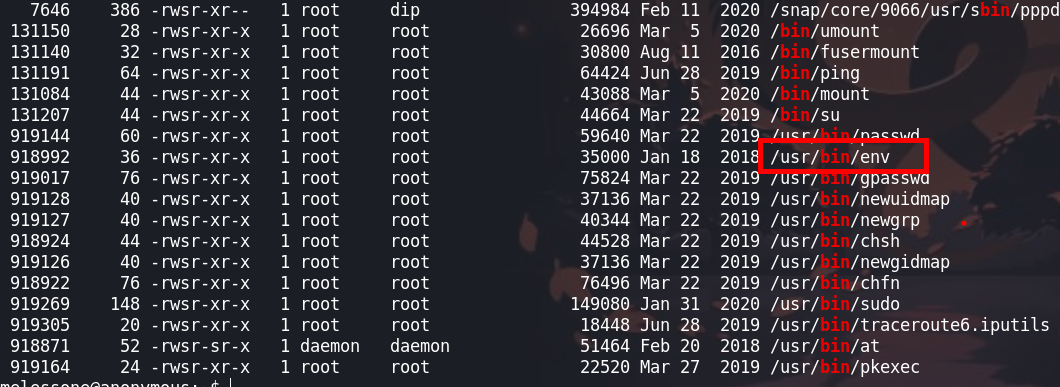 7646 386 -rwsr-xr-- 1 root dip 394984 Feb 11 2020 /snap/core/9066/usr/sbin/pppd
131150 28 -rwsr-xr-x 1 root root 26696 Mar 5 2020 /bin/umount
131140 32 -rwsr-xr-x 1 root root 30800 Aug 11 2016 /bin/fusermount
131191 64 -rwsr-xr-x 1 root root 64424 Jun 28 2019 /bin/ping
131084 44 -rwsr-xr-x 1 root root 43088 Mar 5 2020 /bin/mount
131207 44 -rwsr-xr-x 1 root root 44664 Mar 22 2019 /bin/su
919144 60 -rwsr-xr-x 1 root root 59640 Mar 22 2019 /usr/bin/passwd
918992 36 -rwsr-xr-x 1 root root 35000 Jan 18 2018 /usr/bin/env
919017 76 -rwsr-xr-x 1 root root 75824 Mar 22 2019 /usr/bin/gpasswd
919128 40 -rwsr-xr-x 1 root root 37136 Mar 22 2019 /usr/bin/newuidmap
919127 40 -rwsr-xr-x 1 root root 40344 Mar 22 2019 /usr/bin/newgrp
918924 44 -rwsr-xr-x 1 root root 44528 Mar 22 2019 /usr/bin/chsh
919126 40 -rwsr-xr-x 1 root root 37136 Mar 22 2019 /usr/bin/newgidmap
918922 76 -rwsr-xr-x 1 root root 76496 Mar 22 2019 /usr/bin/chfn
919269 148 -rwsr-xr-x 1 root root 149080 Jan 31 2020 /usr/bin/sudo
919305 20 -rwsr-xr-x 1 root root 18448 Jun 28 2019 /usr/bin/traceroute6.iputils
918871 52 -rwsr-sr-x 1 daemon daemon 51464 Feb 20 2018 /usr/bin/at
919164 24 -rwsr-xr-x 1 root root 22520 Mar 27 2019 /usr/bin/pkexec